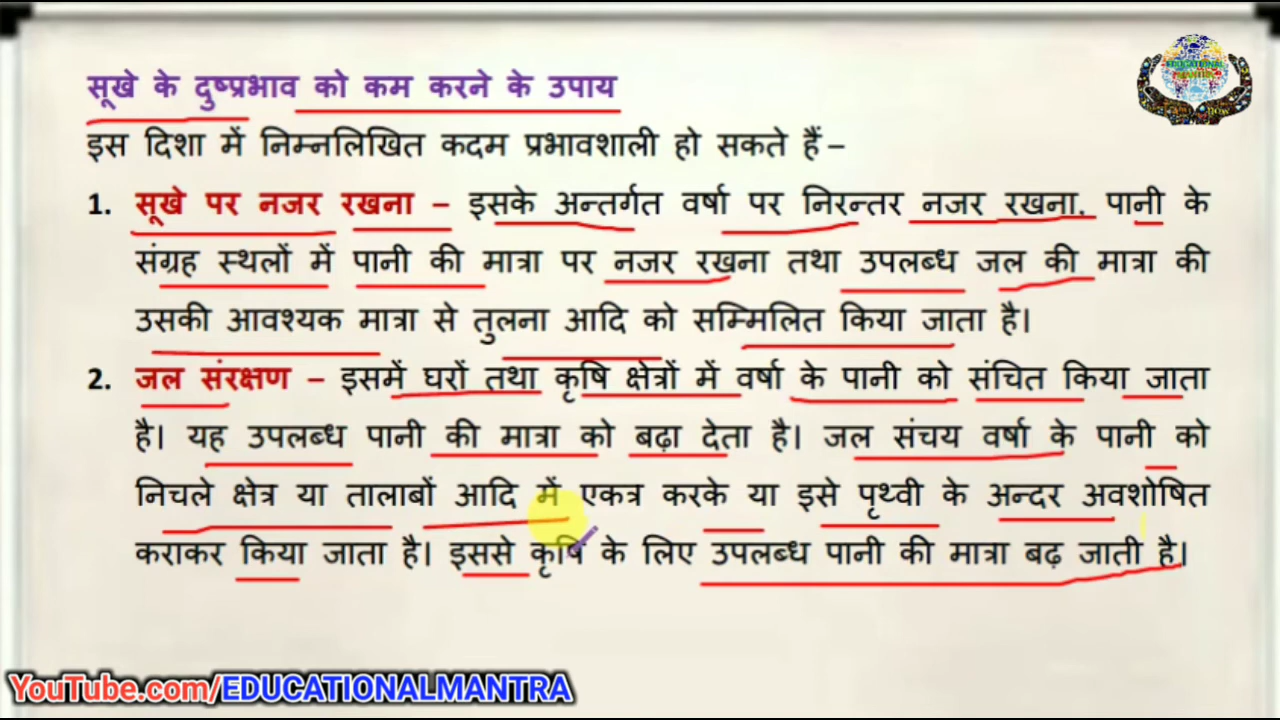 सूखे के दुष्प्रभाव को कम करने के उपाय
इस दिशा में निम्नलिखित कदम प्रभावशाली हो सकते हैं –
1. सूखे पर नजर रखना – इसके अन्तर्गत वर्षा पर निरन्तर नजर रखना, पानी के
संग्रह स्थलों में पानी की मात्रा पर नजर रखना तथा उपलब्ध जल की मात्रा की
उसकी आवश्यक मात्रा से तुलना आदि को सम्मिलित किया जाता है।
2. जल संरक्षण – इसमें घरों तथा कृषि क्षेत्रों में वर्षा के पानी को संचित किया जाता
है। यह उपलब्ध पानी की मात्रा को बढ़ा देता है। जल संचय वर्षा के पानी को
निचले क्षेत्र या तालाबों आदि में एकत्र करके या इसे पृथ्वी के अन्दर अवशोषित
कराकर किया जाता है। इससे कृषि के लिए उपलब्ध पानी की मात्रा बढ़ जाती है।
EDUCATIONAL
MANTRA
YouTube.com/EDUCATIONALMANTRA